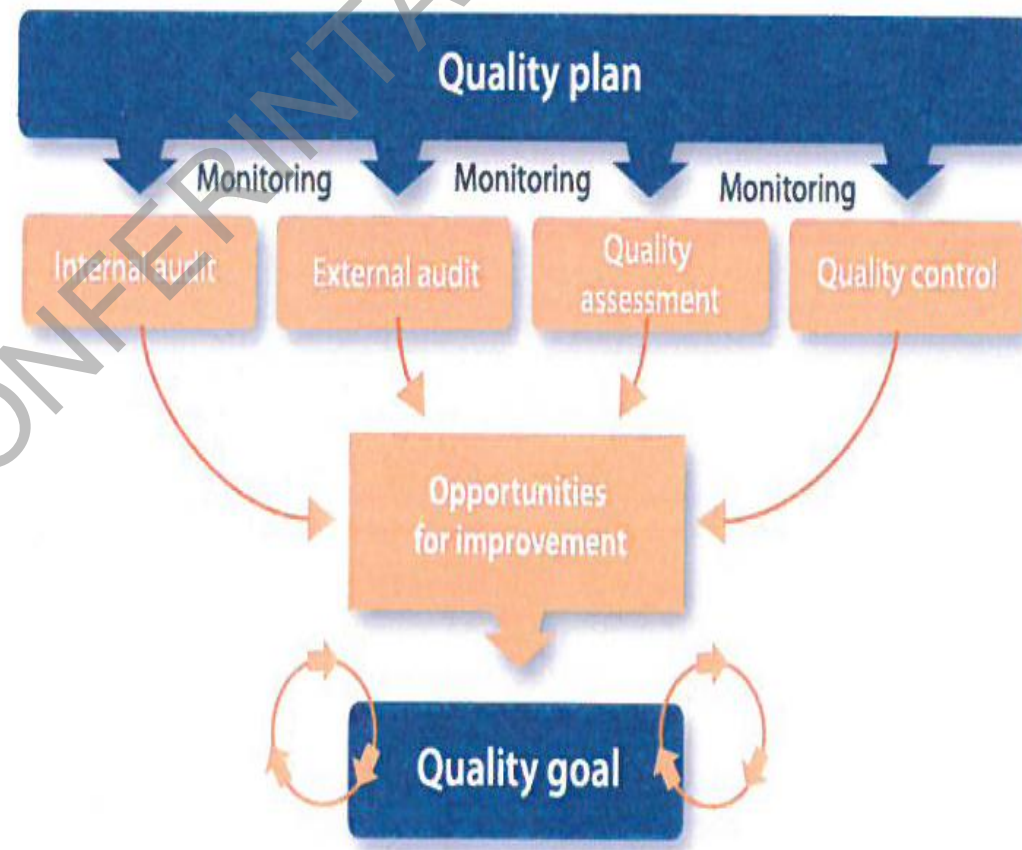 Quality plan
Monitoring
Monitoring
Monitoring
Internal audit
External audit
Quality
assessment
Quality control
Opportunities
for improvement
Quality goal